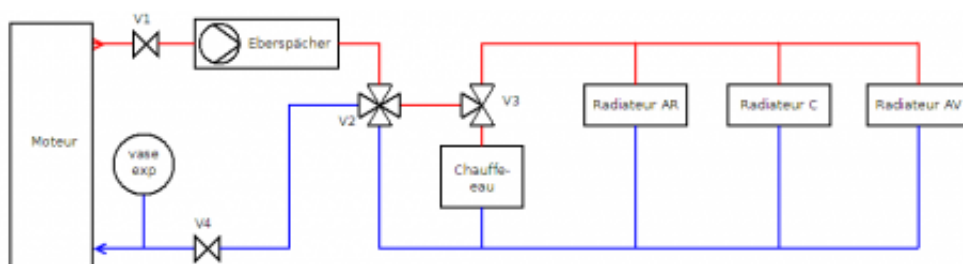 V1
Eberspächer
V3
Radiateur AR
Radiateur C
Radiateur AV
V2
Moteur
vase
exp
Chauffe-
eau
V4